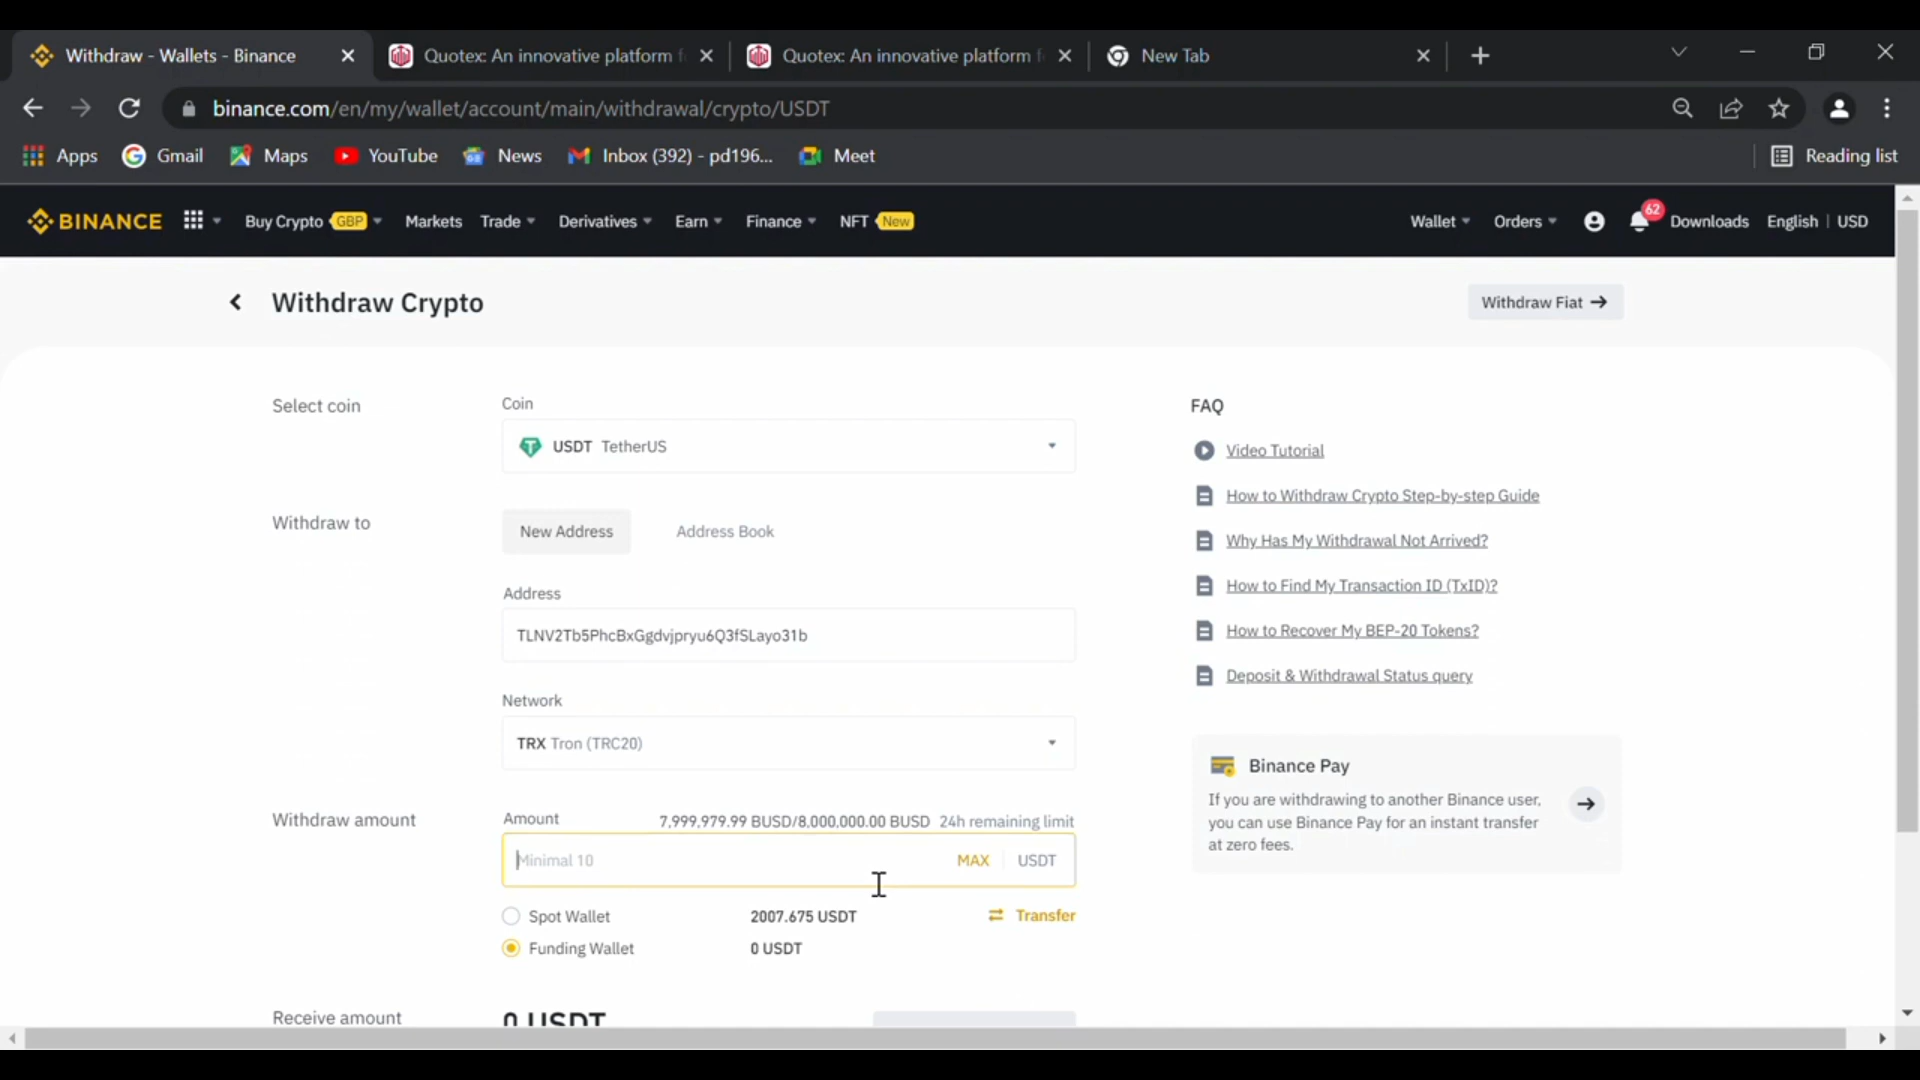 Withdraw - Wallets - Binance
Quotex: An innovative platform f
Quotex: An innovative platform f
New Tab
binance.com/en/my/wallet/account/main/withdrawal/crypto/USDT
Apps Gmail Maps YouTube News Inbox (392) - pd196... Meet Reading list
BINANCE Buy Crypto GBP Markets Trade Derivatives Earn Finance NFT New Wallet Orders 62 Downloads English | USD
Withdraw Crypto
Withdraw Fiat
Select coin
Coin
USDT TetherUS
Withdraw to
New Address Address Book
Address
TLNV2Tb5PhcBxGgdvjpryu6Q3fSLayo31b
Network
TRX Tron (TRC20)
Withdraw amount
Amount 7,999,979.99 BUSD/8,000,000.00 BUSD 24h remaining limit
Minimal 10 MAX USDT
Spot Wallet 2007.675 USDT Transfer
Funding Wallet 0 USDT
Receive amount
0 USDT
FAQ
Video Tutorial
How to Withdraw Crypto Step-by-step Guide
Why Has My Withdrawal Not Arrived?
How to Find My Transaction ID (TxID)?
How to Recover My BEP-20 Tokens?
Deposit & Withdrawal Status query
Binance Pay
If you are withdrawing to another Binance user,
you can use Binance Pay for an instant transfer
at zero fees.